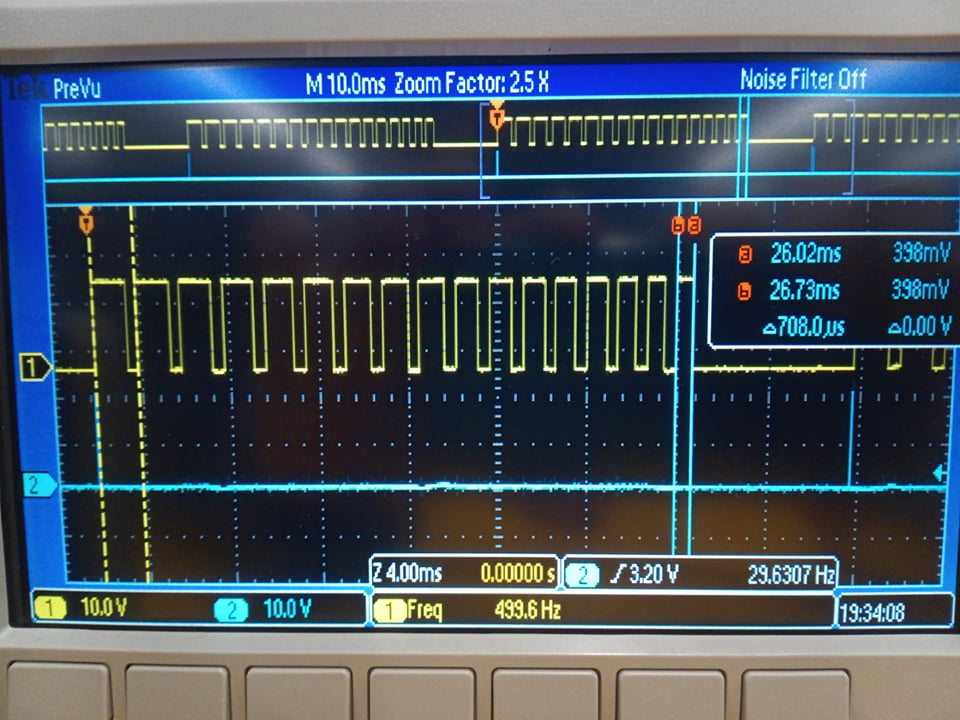 Tek PreVu M 10.0ms Zoom Factor: 2.5 X Noise Filter Off
T
T
b a
a 26.02ms 398mV
b 26.73ms 398mV
△708.0µs △0.00 V
1
2
Z 4.00ms 0.00000 s 2 3.20 V 29.6307 Hz
1 10.0 V 2 10.0 V 1 Freq 499.6 Hz 19:34:08